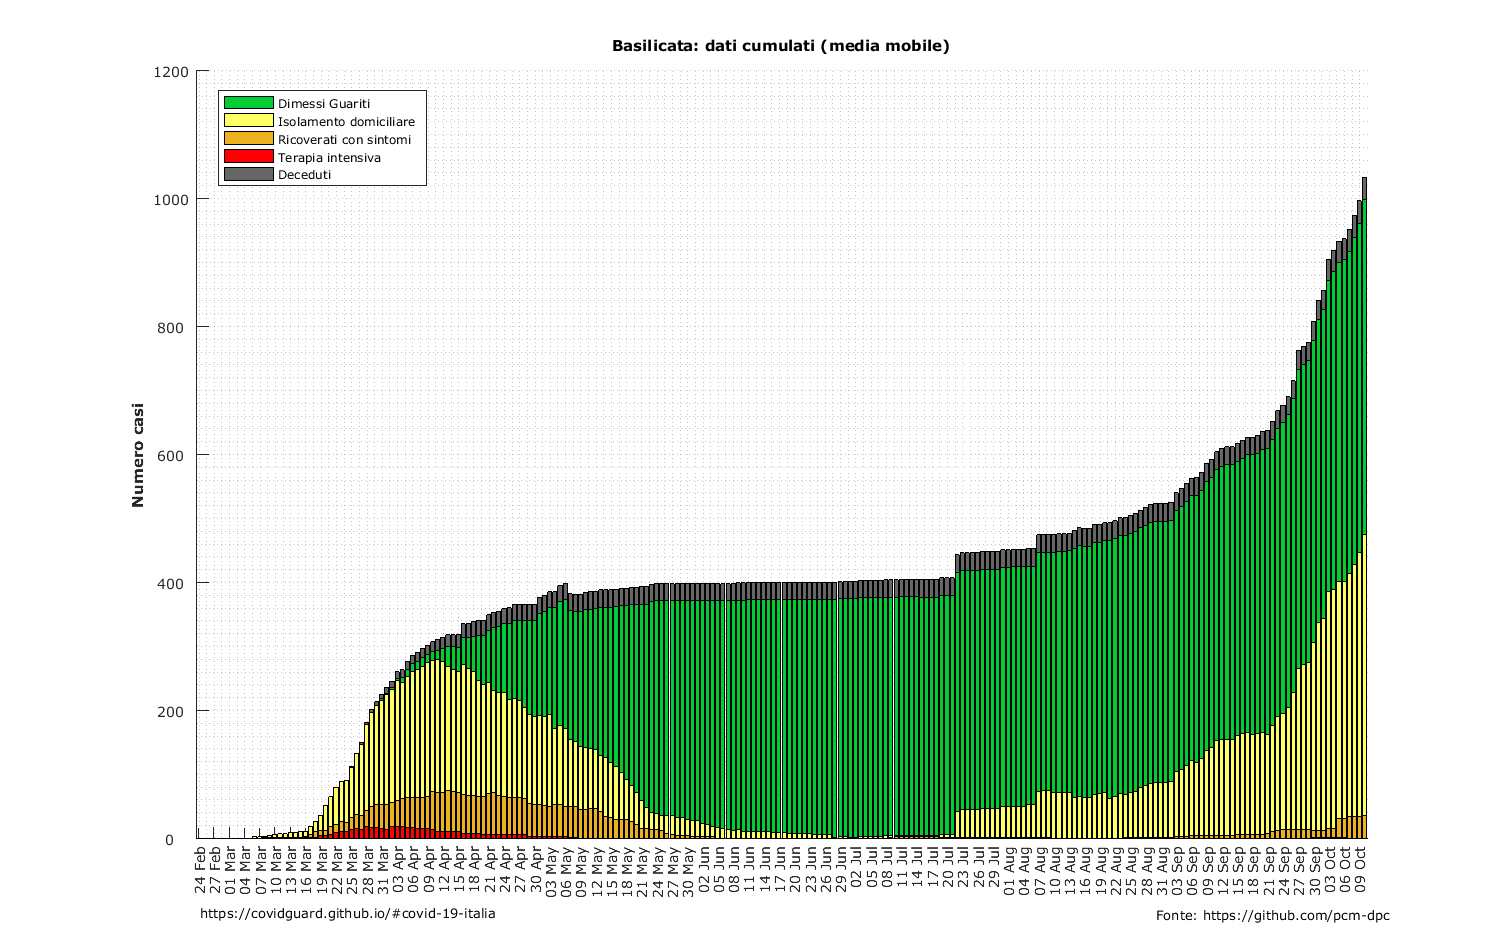 Basilicata: dati cumulati (media mobile)
1200
1000
800
600
400
200
0
Numero casi
Dimessi Guariti
Isolamento domiciliare
Ricoverati con sintomi
Terapia intensiva
Deceduti
24 Feb
27 Feb
01 Mar
04 Mar
07 Mar
10 Mar
13 Mar
16 Mar
19 Mar
22 Mar
25 Mar
28 Mar
31 Mar
03 Apr
06 Apr
09 Apr
12 Apr
15 Apr
18 Apr
21 Apr
24 Apr
27 Apr
30 Apr
03 May
06 May
09 May
12 May
15 May
18 May
21 May
24 May
27 May
30 May
02 Jun
05 Jun
08 Jun
11 Jun
14 Jun
17 Jun
20 Jun
23 Jun
26 Jun
29 Jun
02 Jul
05 Jul
08 Jul
11 Jul
14 Jul
17 Jul
20 Jul
23 Jul
26 Jul
29 Jul
01 Aug
04 Aug
07 Aug
10 Aug
13 Aug
16 Aug
19 Aug
22 Aug
25 Aug
28 Aug
31 Aug
03 Sep
06 Sep
09 Sep
12 Sep
15 Sep
18 Sep
21 Sep
24 Sep
27 Sep
30 Sep
03 Oct
06 Oct
09 Oct
https://covidguard.github.io/#covid-19-italia
Fonte: https://github.com/pcm-dpc